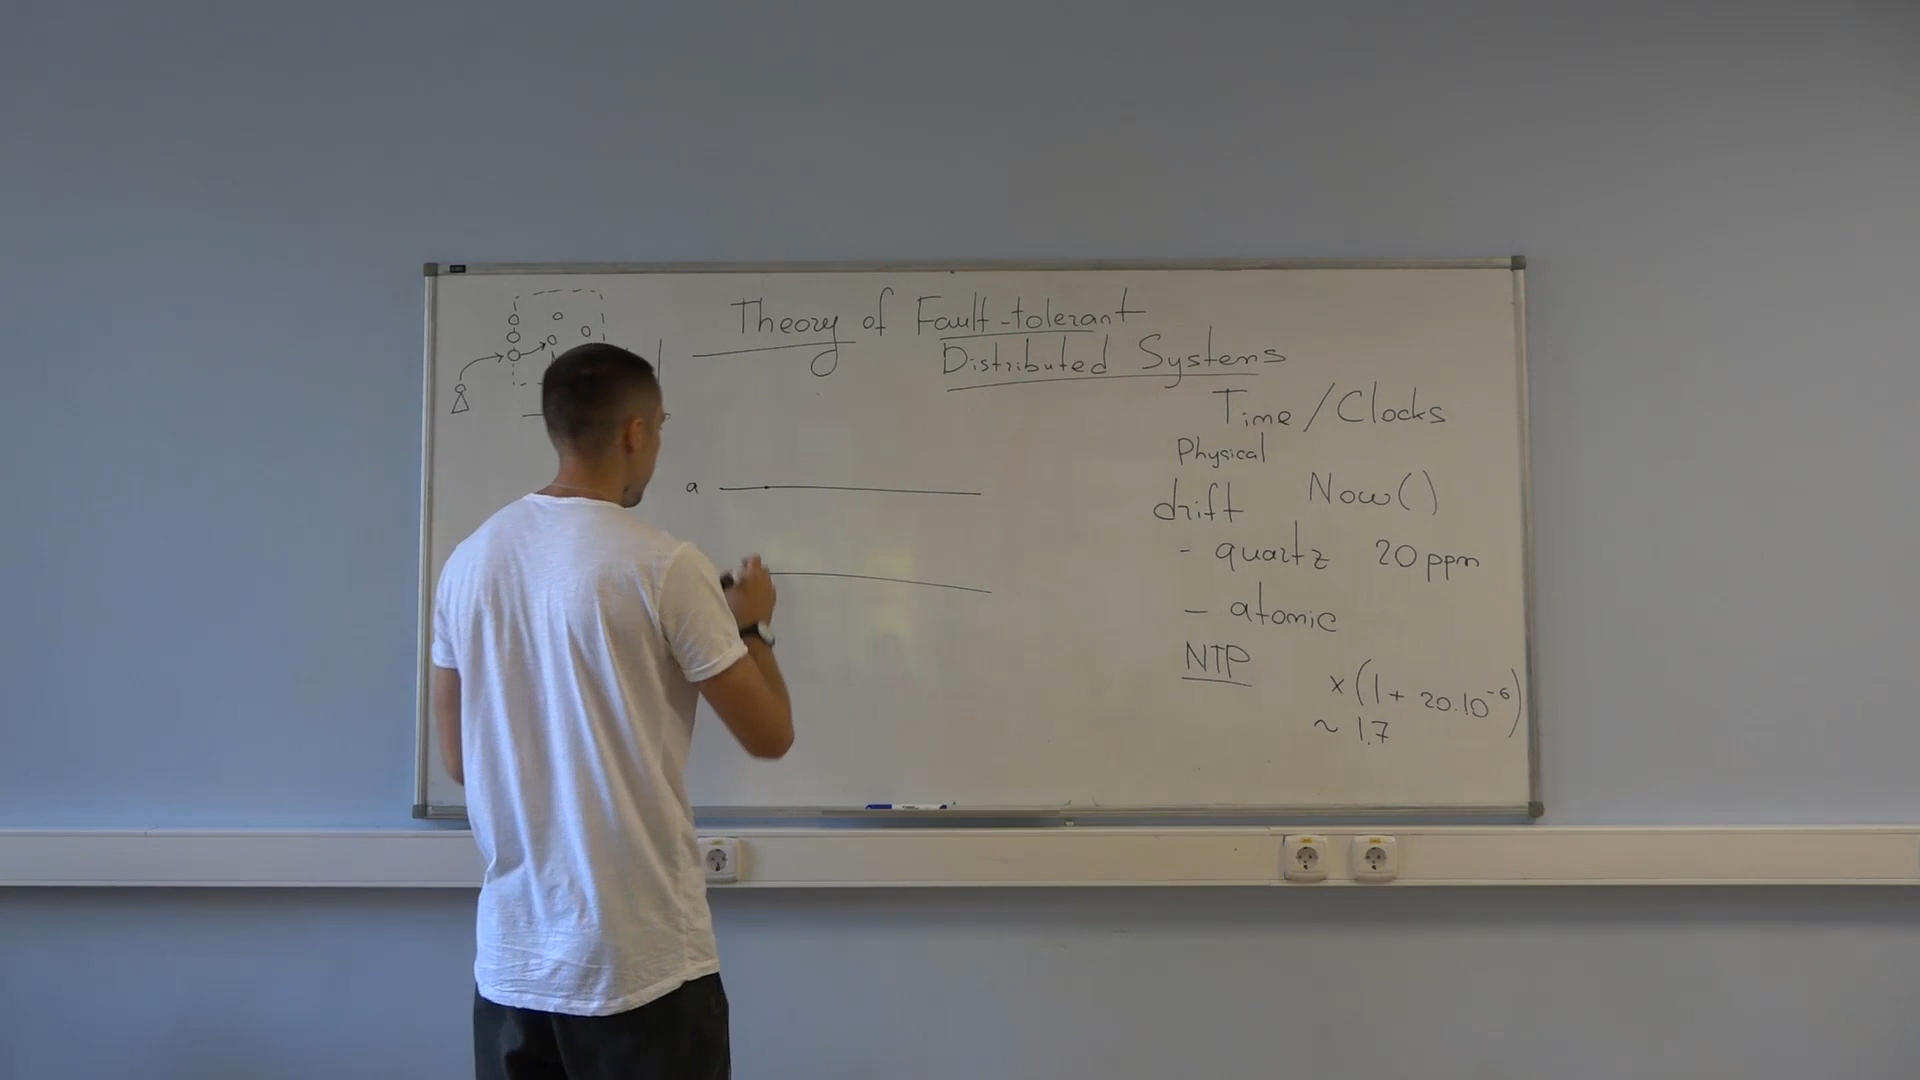 Theory of Fault-tolerant
Distributed Systems
Time / Clocks
Physical
drift Now()
- quartz 20 ppm
- atomic
NTP
x (1 + 20.10^-6)
~ 1.7
a